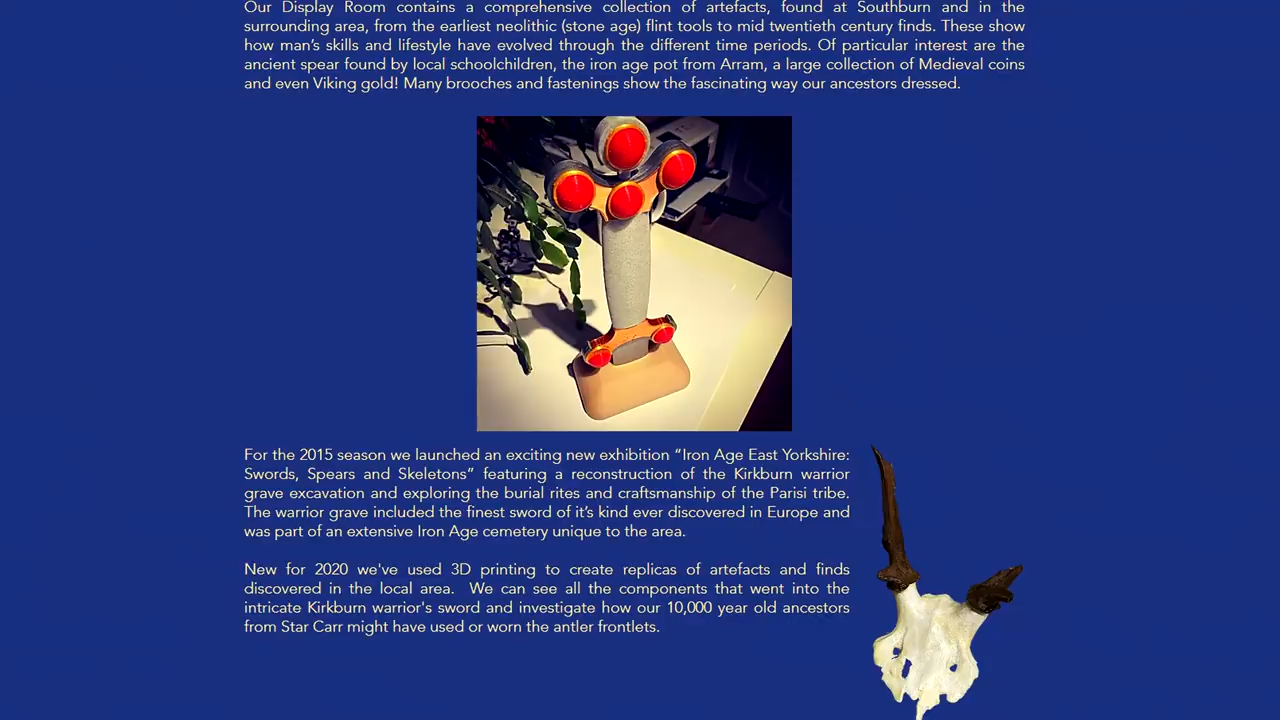 Our Display Room contains a comprehensive collection of artefacts, found at Southburn and in the
surrounding area, from the earliest neolithic (stone age) flint tools to mid twentieth century finds. These show
how man’s skills and lifestyle have evolved through the different time periods. Of particular interest are the
ancient spear found by local schoolchildren, the iron age pot from Arram, a large collection of Medieval coins
and even Viking gold! Many brooches and fastenings show the fascinating way our ancestors dressed.
For the 2015 season we launched an exciting new exhibition “Iron Age East Yorkshire:
Swords, Spears and Skeletons” featuring a reconstruction of the Kirkburn warrior
grave excavation and exploring the burial rites and craftsmanship of the Parisi tribe.
The warrior grave included the finest sword of it’s kind ever discovered in Europe and
was part of an extensive Iron Age cemetery unique to the area.
New for 2020 we've used 3D printing to create replicas of artefacts and finds
discovered in the local area. We can see all the components that went into the
intricate Kirkburn warrior's sword and investigate how our 10,000 year old ancestors
from Star Carr might have used or worn the antler frontlets.